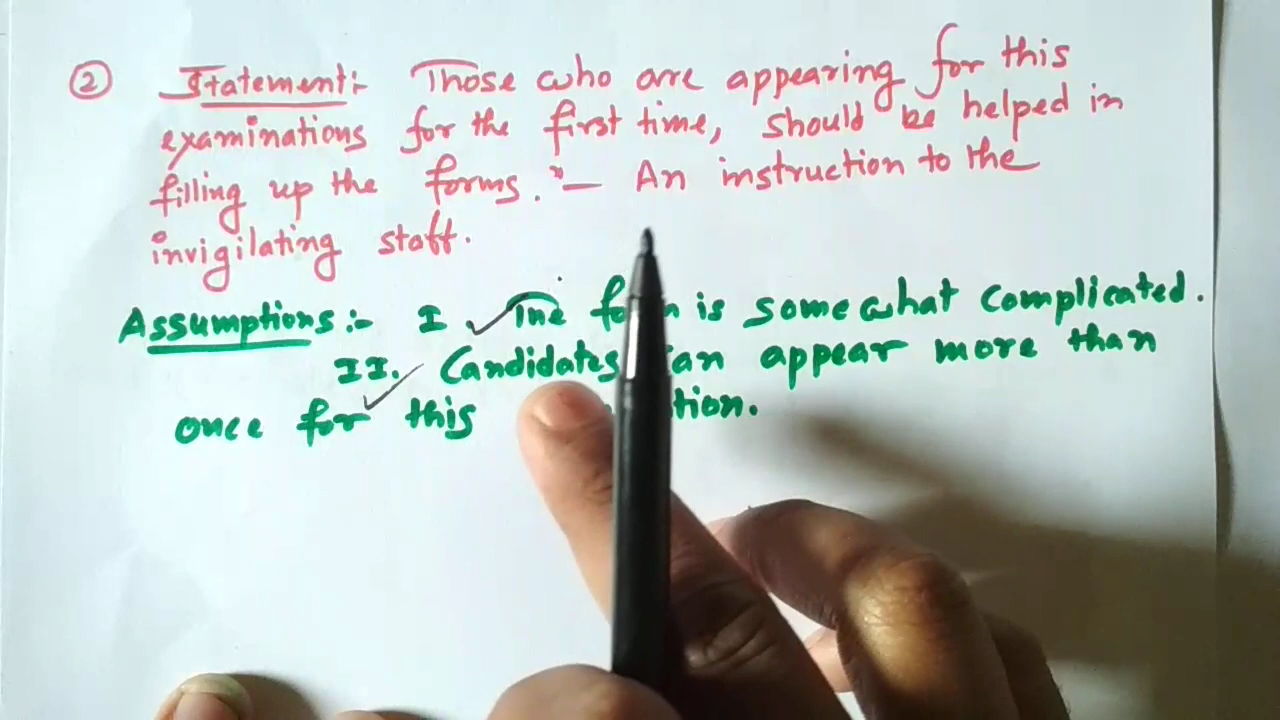 ② Statement:- Those who are appearing for this
examinations for the first time, should be helped in
filling up the forms." — An instruction to the
invigilating staff.
Assumptions:- I ✓ The is somewhat complicated.
II. Candidates appear more than
once for this